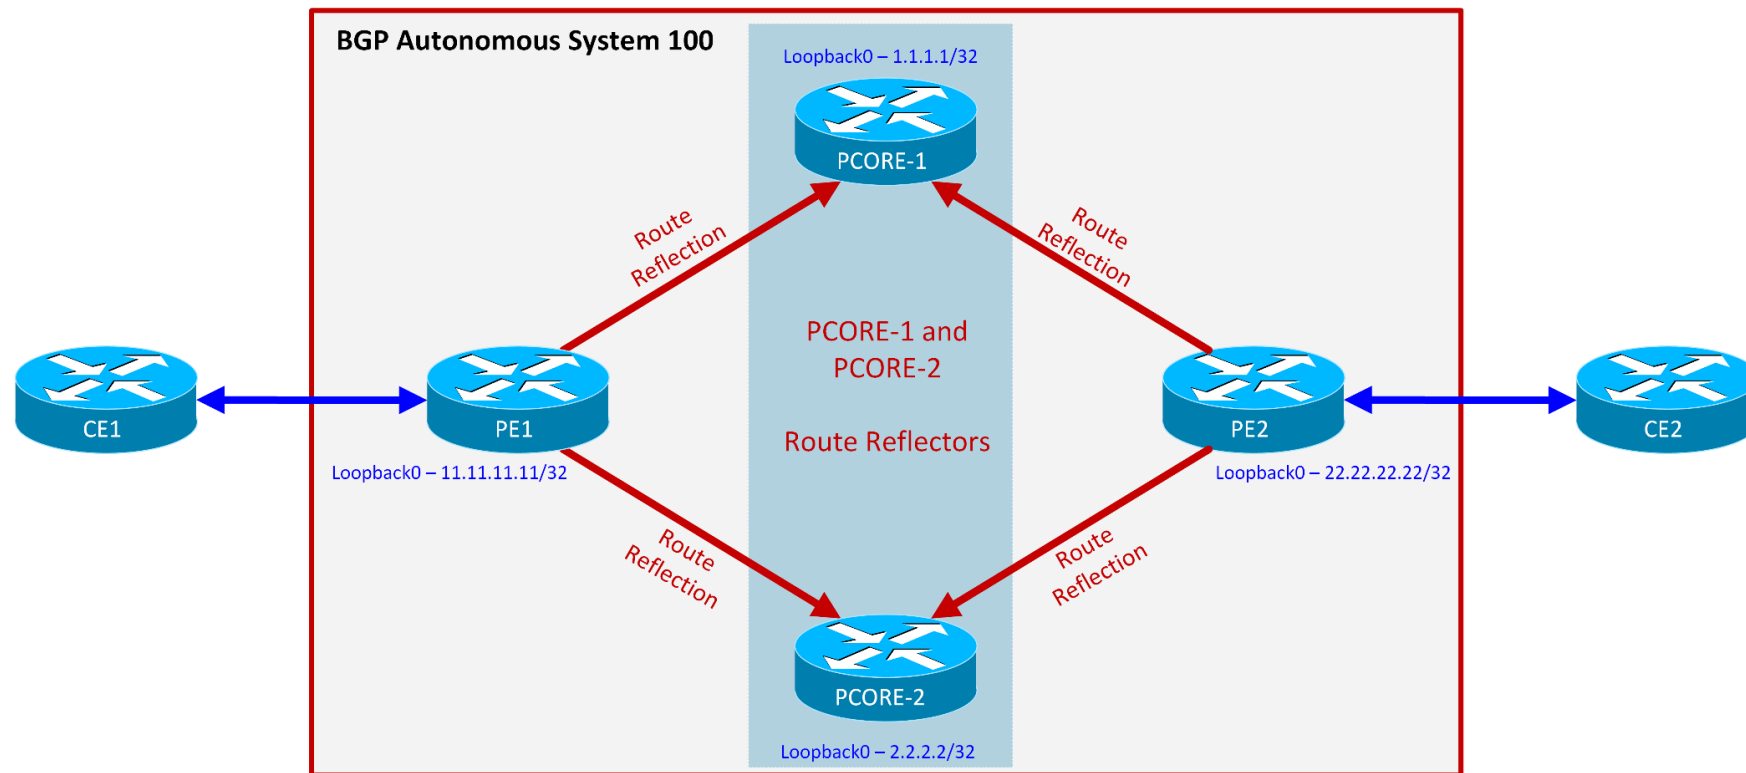 BGP Autonomous System 100
Loopback0 – 1.1.1.1/32
PCORE-1
Route
Reflection
Route
Reflection
PCORE-1 and
PCORE-2
Route Reflectors
CE1
PE1
PE2
CE2
Loopback0 – 11.11.11.11/32
Loopback0 – 22.22.22.22/32
Route
Reflection
Route
Reflection
PCORE-2
Loopback0 – 2.2.2.2/32